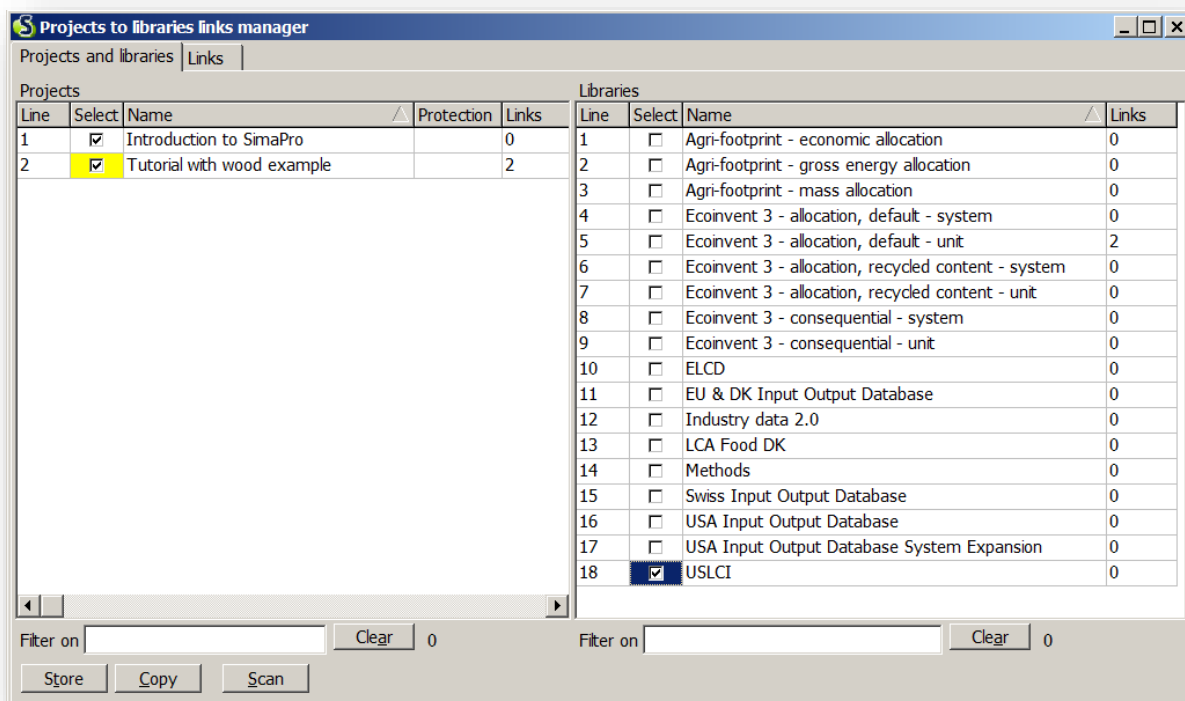 Projects to libraries links manager
Projects and libraries Links
Projects
Line Select Name Protection Links
1 Introduction to SimaPro 0
2 Tutorial with wood example 2
Libraries
Line Select Name Links
1 Agri-footprint - economic allocation 0
2 Agri-footprint - gross energy allocation 0
3 Agri-footprint - mass allocation 0
4 Ecoinvent 3 - allocation, default - system 0
5 Ecoinvent 3 - allocation, default - unit 2
6 Ecoinvent 3 - allocation, recycled content - system 0
7 Ecoinvent 3 - allocation, recycled content - unit 0
8 Ecoinvent 3 - consequential - system 0
9 Ecoinvent 3 - consequential - unit 0
10 ELCD 0
11 EU & DK Input Output Database 0
12 Industry data 2.0 0
13 LCA Food DK 0
14 Methods 0
15 Swiss Input Output Database 0
16 USA Input Output Database 0
17 USA Input Output Database System Expansion 0
18 USLCI 0
Filter on Clear 0
Filter on Clear 0
Store Copy Scan